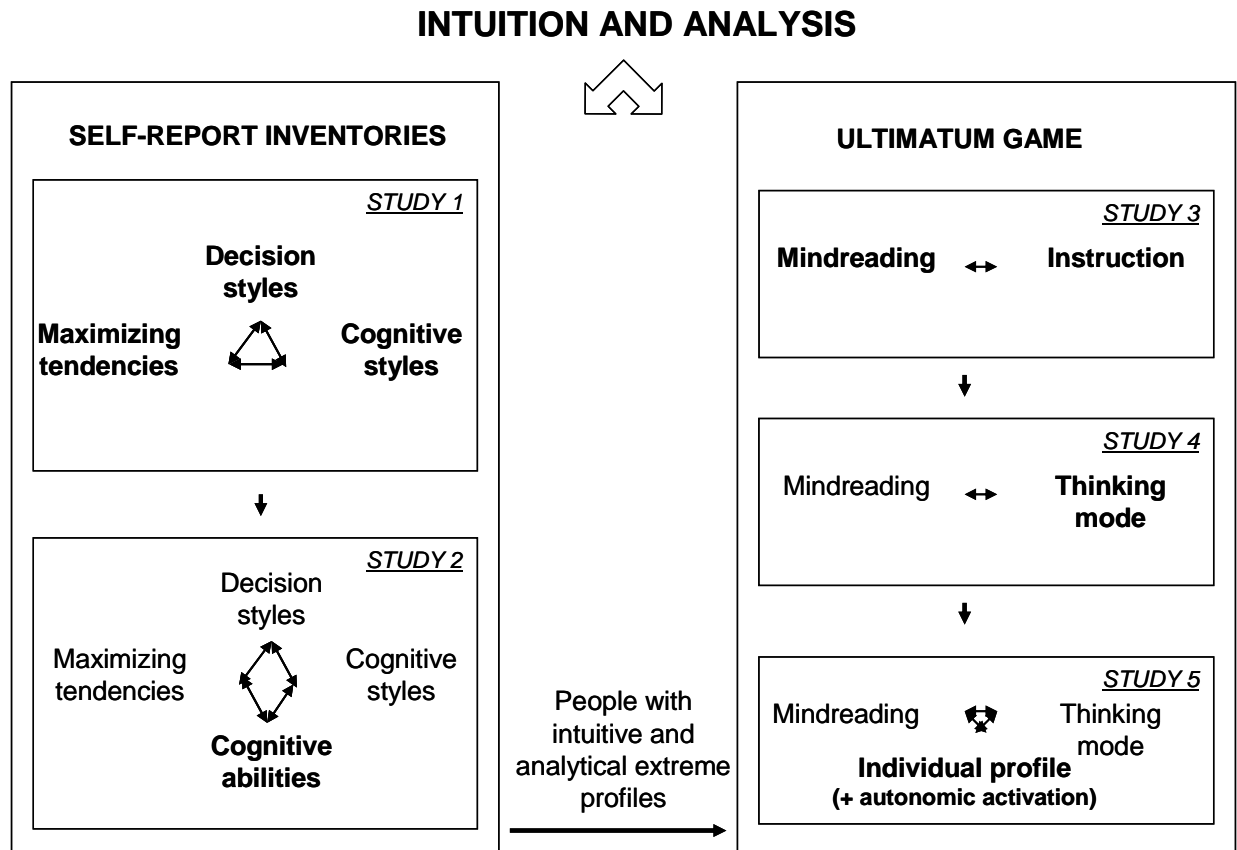 INTUITION AND ANALYSIS
SELF-REPORT INVENTORIES
STUDY 1
Decision
styles
Maximizing
tendencies
Cognitive
styles
STUDY 2
Decision
styles
Maximizing
tendencies
Cognitive
styles
Cognitive
abilities
People with
intuitive and
analytical extreme
profiles
ULTIMATUM GAME
STUDY 3
Mindreading
Instruction
STUDY 4
Mindreading
Thinking
mode
STUDY 5
Mindreading
Thinking
mode
Individual profile
(+ autonomic activation)